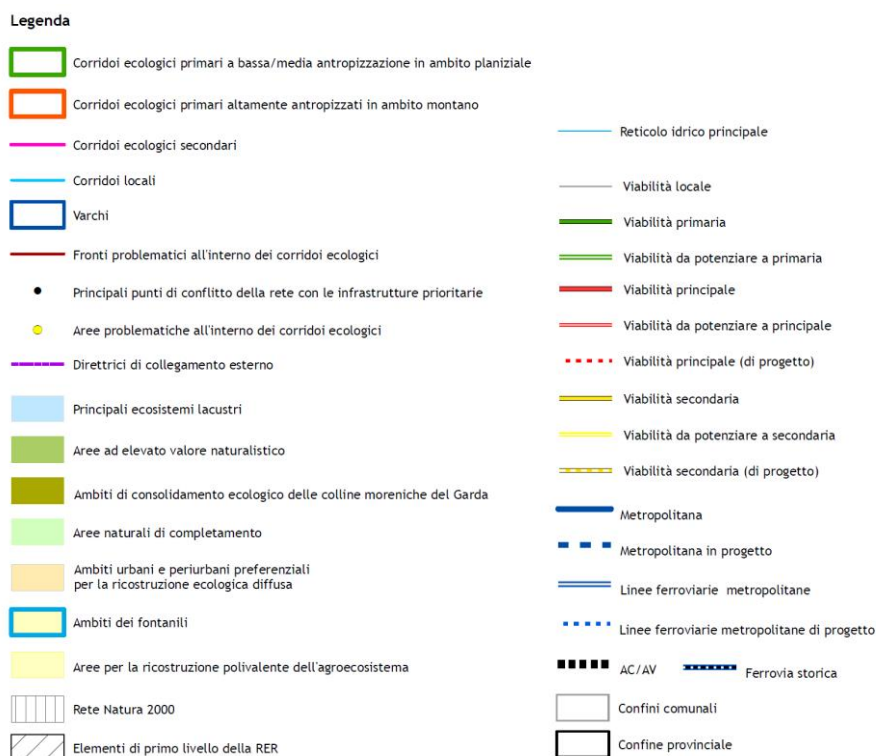 Legenda
Corridoi ecologici primari a bassa/media antropizzazione in ambito planiziale
Corridoi ecologici primari altamente antropizzati in ambito montano
Corridoi ecologici secondari
Corridoi locali
Varchi
Fronti problematici all'interno dei corridoi ecologici
Principali punti di conflitto della rete con le infrastrutture prioritarie
Aree problematiche all'interno dei corridoi ecologici
Direttrici di collegamento esterno
Principali ecosistemi lacustri
Aree ad elevato valore naturalistico
Ambiti di consolidamento ecologico delle colline moreniche del Garda
Aree naturali di completamento
Ambiti urbani e periurbani preferenziali
per la ricostruzione ecologica diffusa
Ambiti dei fontanili
Aree per la ricostruzione polivalente dell'agroecosistema
Rete Natura 2000
Elementi di primo livello della RER
Reticolo idrico principale
Viabilità locale
Viabilità primaria
Viabilità da potenziare a primaria
Viabilità principale
Viabilità da potenziare a principale
Viabilità principale (di progetto)
Viabilità secondaria
Viabilità da potenziare a secondaria
Viabilità secondaria (di progetto)
Metropolitana
Metropolitana in progetto
Linee ferroviarie metropolitane
Linee ferroviarie metropolitane di progetto
AC/AV
Ferrovia storica
Confini comunali
Confine provinciale